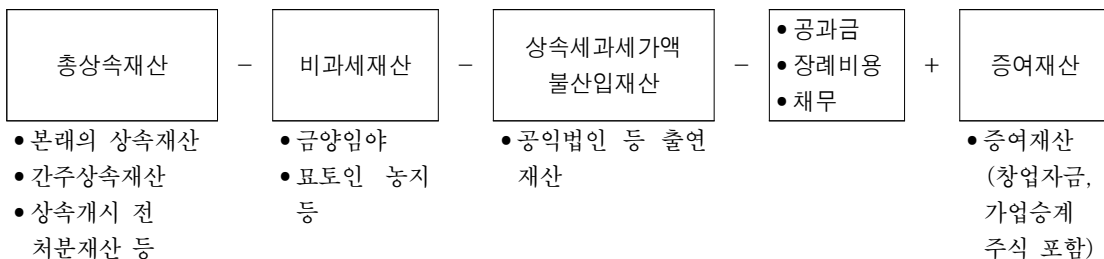 총상속재산 − 비과세재산 − 상속세과세가액 불산입재산 − • 공과금 • 장례비용 • 채무 + 증여재산
• 본래의 상속재산
• 간주상속재산
• 상속개시 전
처분재산 등
• 금양임야
• 묘토인 농지
등
• 공익법인 등 출연
재산
• 증여재산
(창업자금,
가업승계
주식 포함)